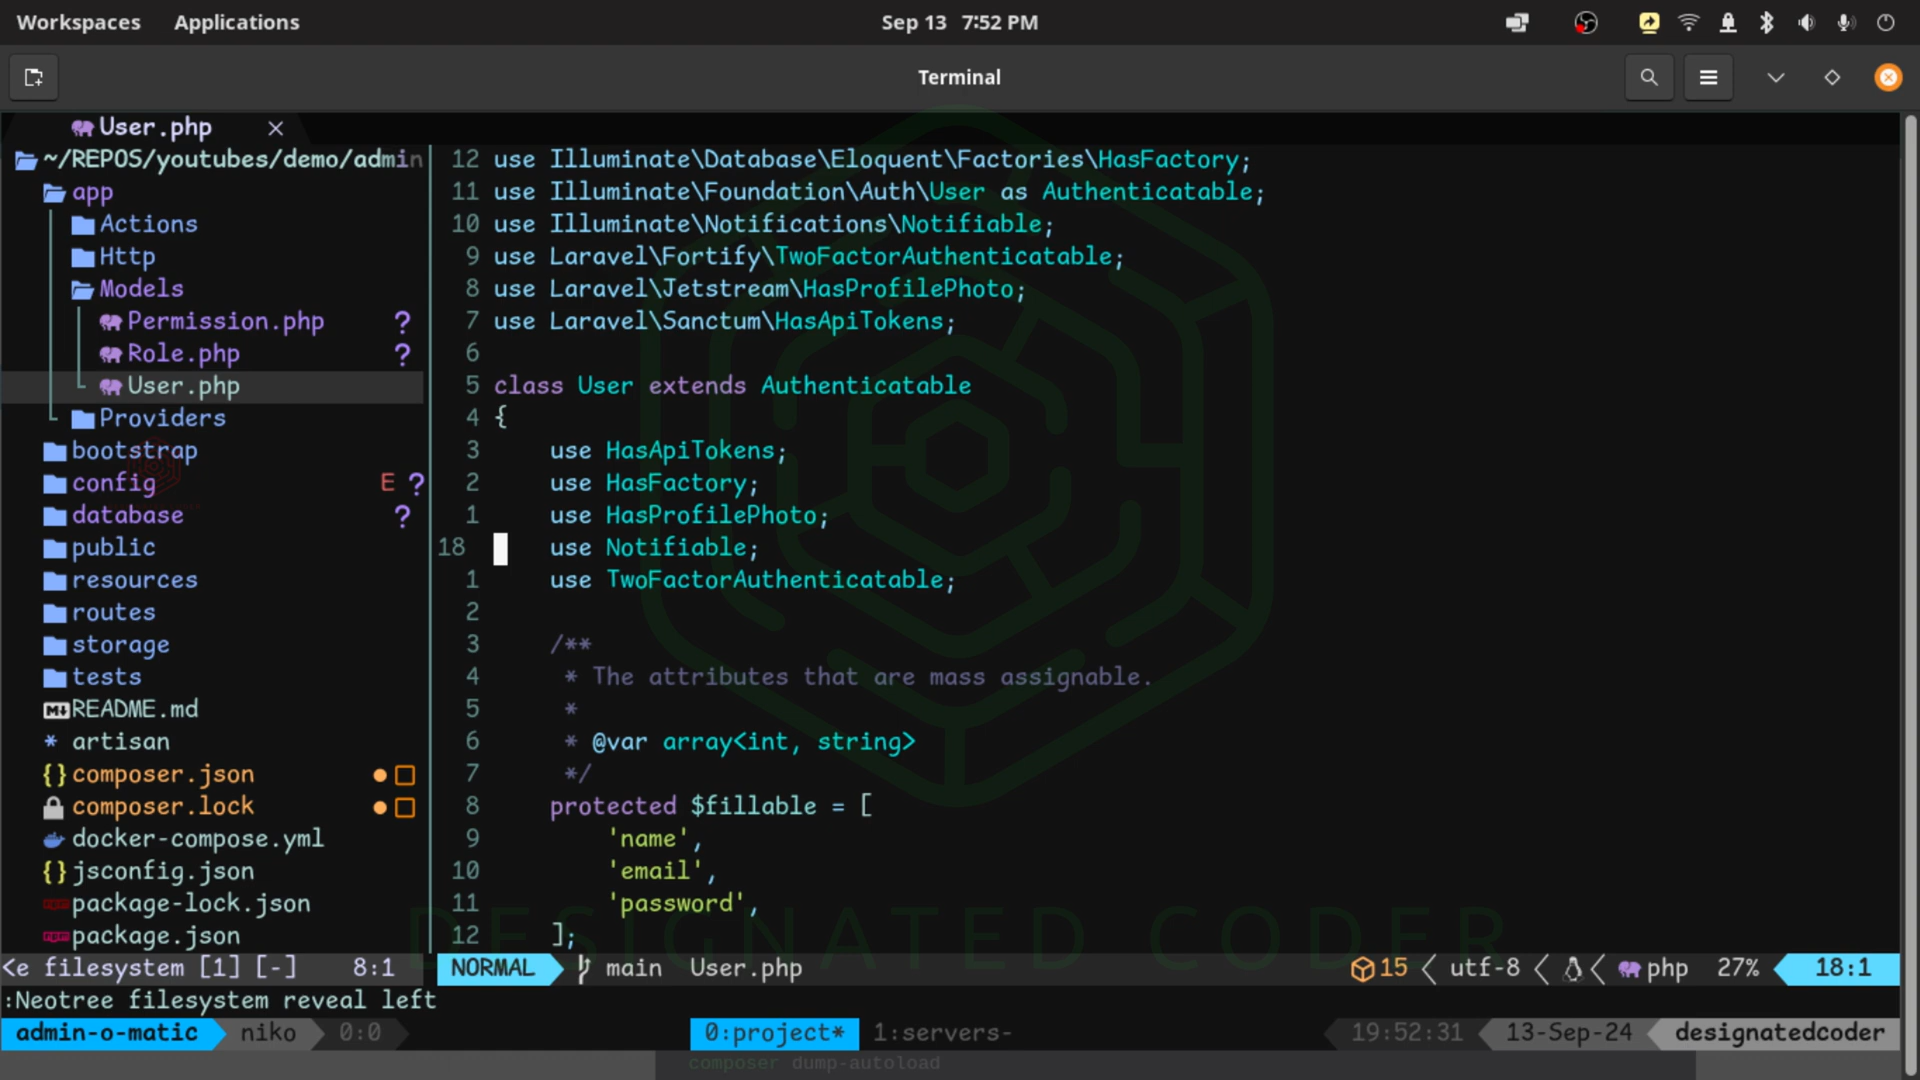 Workspaces Applications Sep 13 7:52 PM
Terminal
User.php
~/REPOS/youtubes/demo/admin
app
Actions
Http
Models
Permission.php ?
Role.php ?
User.php
Providers
bootstrap
config E ?
database ?
public
resources
routes
storage
tests
README.md
* artisan
{} composer.json
composer.lock
docker-compose.yml
{} jsconfig.json
package-lock.json
package.json
<e filesystem [1] [-] 8:1
12 use Illuminate\Database\Eloquent\Factories\HasFactory;
11 use Illuminate\Foundation\Auth\User as Authenticatable;
10 use Illuminate\Notifications\Notifiable;
9 use Laravel\Fortify\TwoFactorAuthenticatable;
8 use Laravel\Jetstream\HasProfilePhoto;
7 use Laravel\Sanctum\HasApiTokens;
6
5 class User extends Authenticatable
4 {
3 use HasApiTokens;
2 use HasFactory;
1 use HasProfilePhoto;
18 use Notifiable;
1 use TwoFactorAuthenticatable;
2
3 /**
4 * The attributes that are mass assignable.
5 *
6 * @var array<int, string>
7 */
8 protected $fillable = [
9 'name',
10 'email',
11 'password',
12 ];
DESIGNATED CODER
NORMAL main User.php 15 utf-8 php 27% 18:1
:Neotree filesystem reveal left
admin-o-matic niko 0:0 0:project* 1:servers- 19:52:31 13-Sep-24 designatedcoder
composer dump-autoload